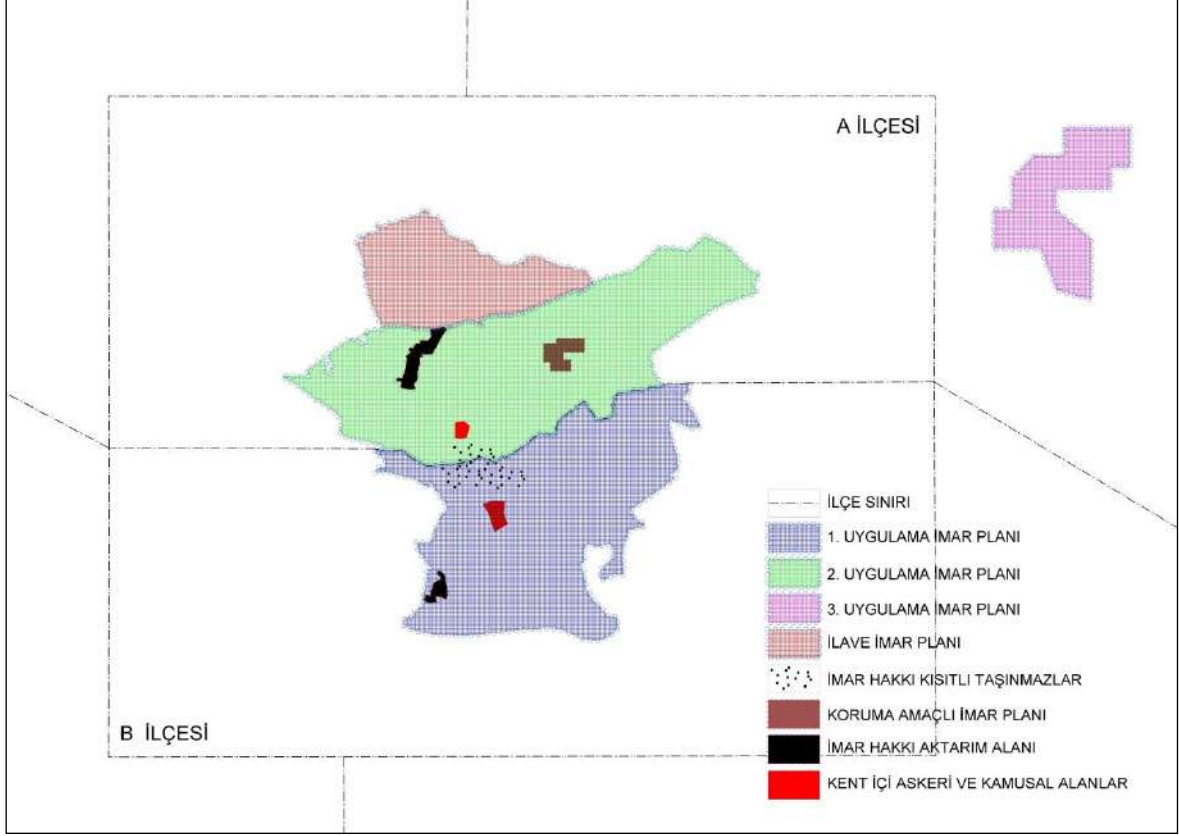 A İLÇESİ
B İLÇESİ
İLÇE SINIRI
1. UYGULAMA İMAR PLANI
2. UYGULAMA İMAR PLANI
3. UYGULAMA İMAR PLANI
İLAVE İMAR PLANI
İMAR HAKKI KISITLI TAŞINMAZLAR
KORUMA AMAÇLI İMAR PLANI
İMAR HAKKI AKTARIM ALANI
KENT İÇİ ASKERİ VE KAMUSAL ALANLAR